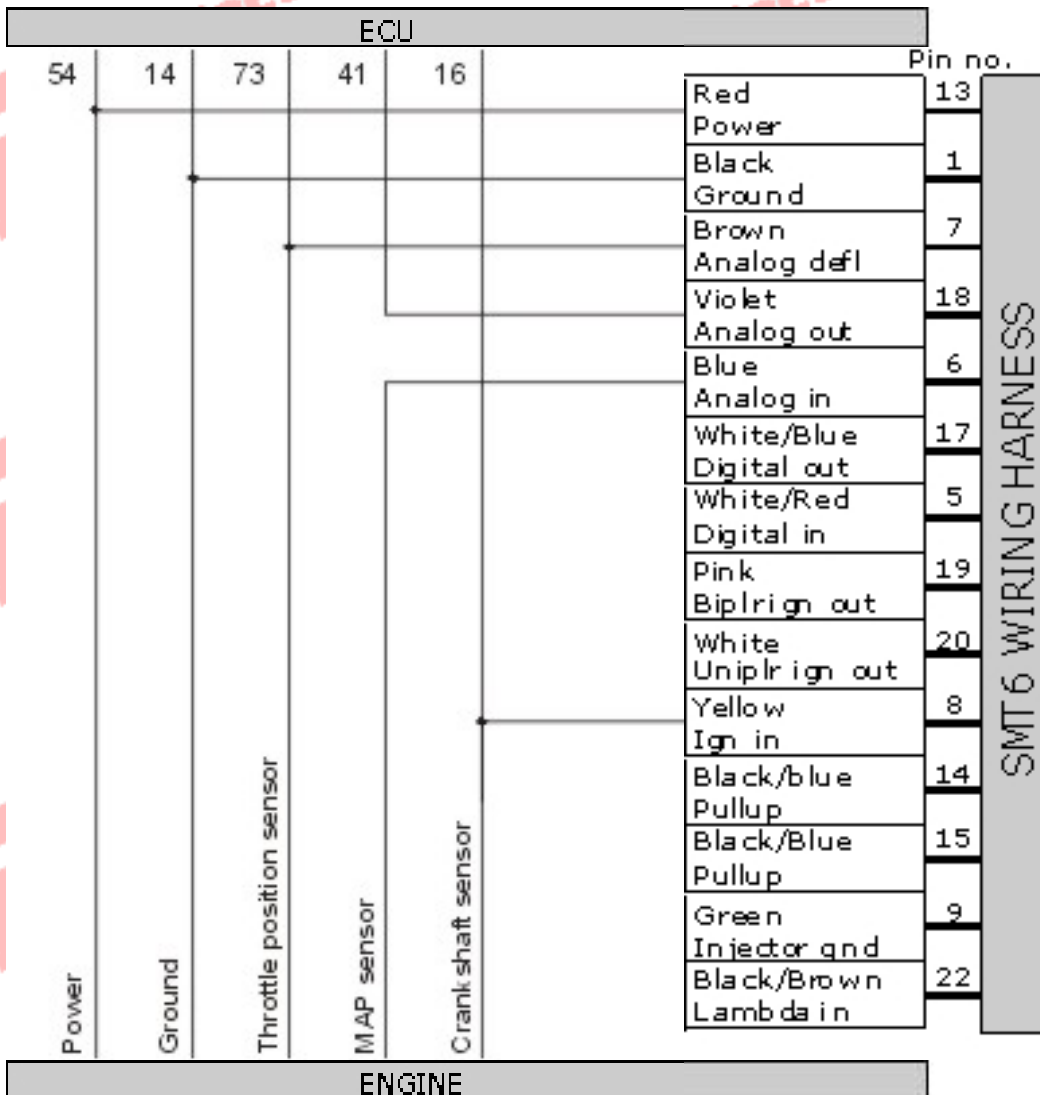 ECU
Pin no.
54 14 73 41 16
Red 13
Power
Black 1
Ground
Brown 7
Analog defl
Violet 18
Analog out
Blue 6
Analog in
White/Blue 17
Digital out
White/Red 5
Digital in
Pink 19
Biplrign out
White 20
Uniplrign out
Yellow 8
Ign in
Black/blue 14
Pullup
Black/Blue 15
Pullup
Green 9
Injector gnd
Black/Brown 22
Lambda in
SMT6 WIRING HARNESS
Power
Ground
Throttle position sensor
MAP sensor
Crankshaft sensor
ENGINE